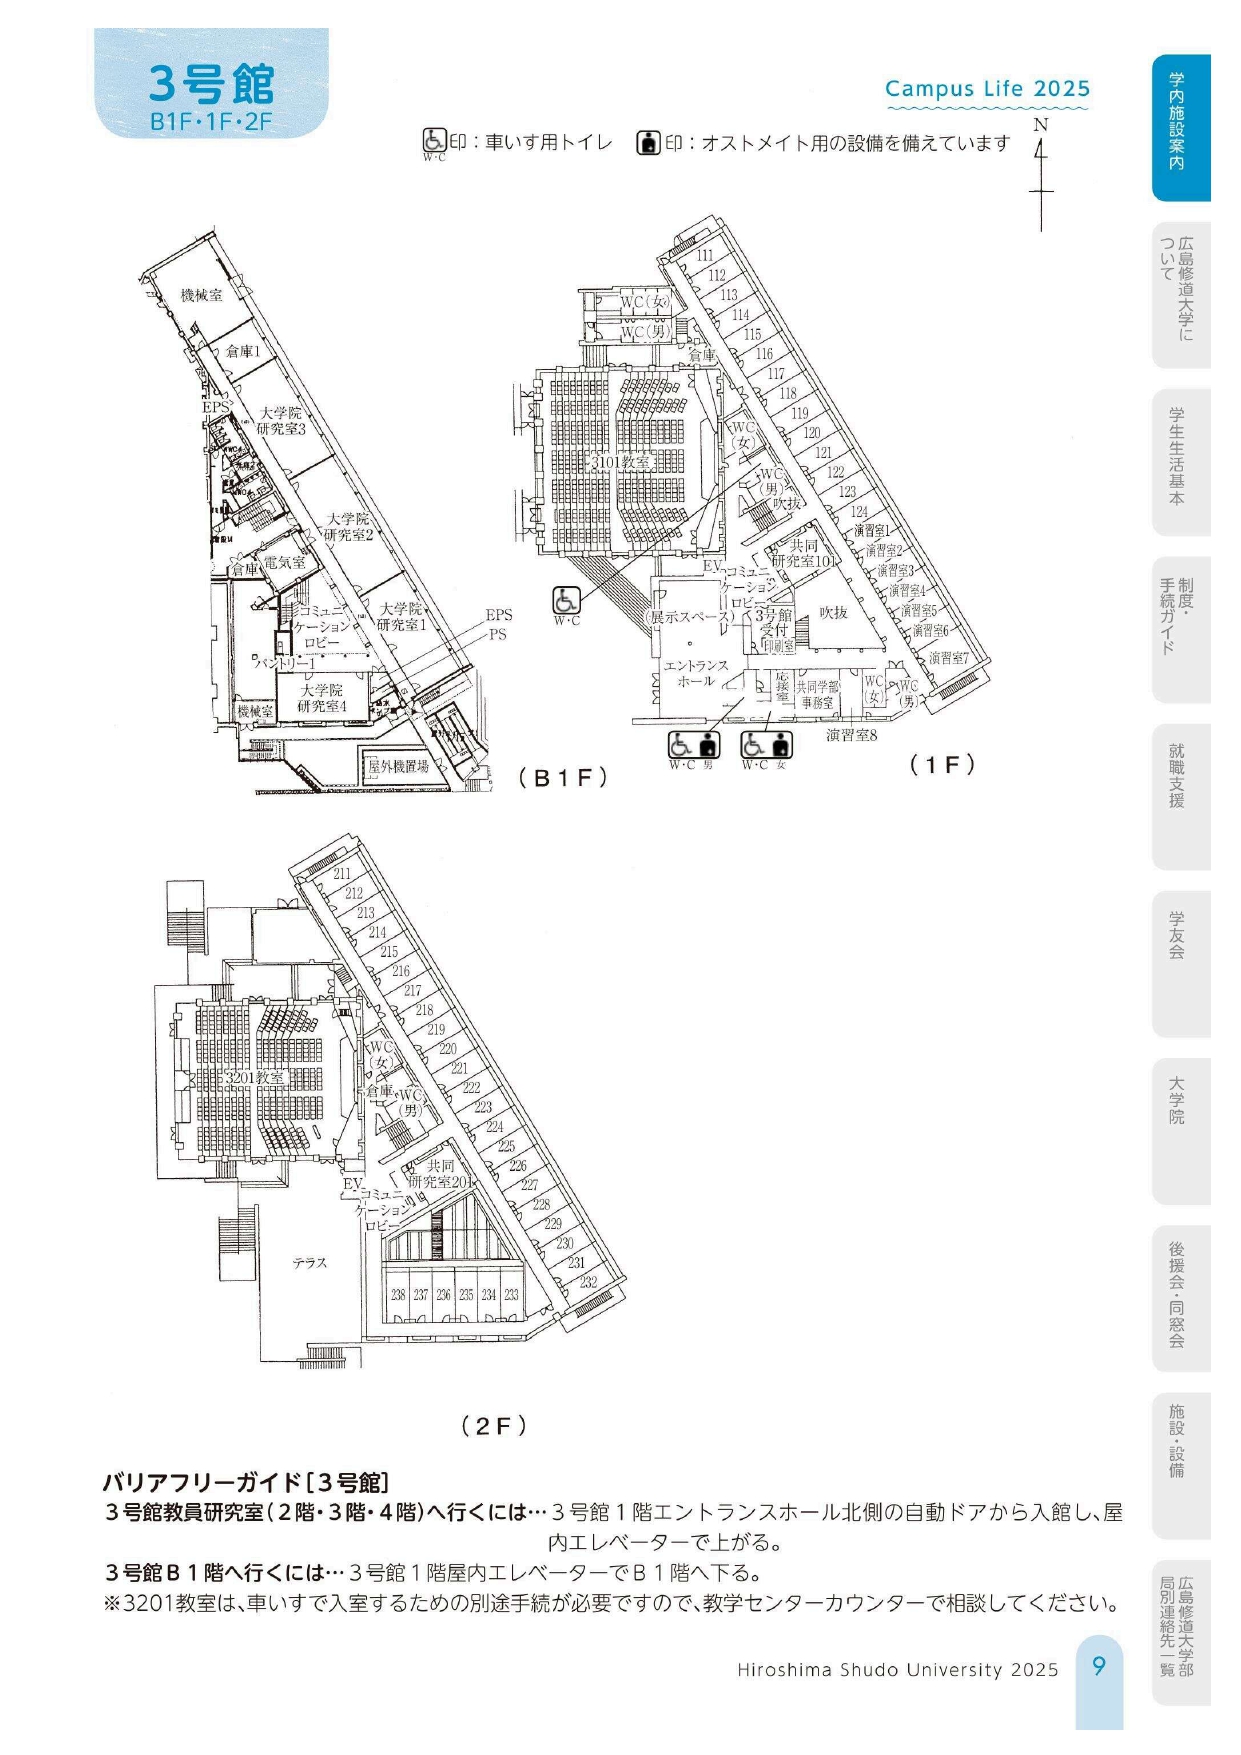 3号館
B1F・1F・2F
Campus Life 2025
W・C
印：車いす用トイレ
印：オストメイト用の設備を備えています
N
機械室
倉庫1
EPS
大学院
研究室3
大学院
研究室2
倉庫
電気室
コミュニ
ケーション
ロビー
大学院
研究室1
EPS
PS
パントリー1
大学院
研究室4
機械室
屋外機置場
（B1F）
111
112
113
114
115
116
117
118
119
120
121
122
123
124
演習室1
演習室2
演習室3
演習室4
演習室5
演習室6
演習室7
WC(女)
WC(男)
倉庫
3101教室
WC
(女)
WC
(男)
吹抜
共同
研究室101
EV
コミュニ
ケーション
ロビー
W・C
(展示スペース)
3号館
受付
印刷室
吹抜
エントランス
ホール
応接室
共同学部
事務室
WC
(女)
WC
(男)
演習室8
W・C 男
W・C 女
（1F）
211
212
213
214
215
216
217
218
219
220
221
222
223
224
225
226
227
228
229
230
231
232
3201教室
WC
(女)
倉庫
WC
(男)
共同
研究室201
EV
コミュニ
ケーション
ロビー
テラス
238 237 236 235 234 233
（2F）
バリアフリーガイド［3号館］
3号館教員研究室（2階・3階・4階）へ行くには…3号館1階エントランスホール北側の自動ドアから入館し、屋
内エレベーターで上がる。
3号館B1階へ行くには…3号館1階屋内エレベーターでB1階へ下る。
※3201教室は、車いすで入室するための別途手続が必要ですので、教学センターカウンターで相談してください。
Hiroshima Shudo University 2025
9
学内施設案内
広島修道大学に
ついて
学生生活基本
制度・
手続ガイド
就職支援
学友会
大学院
後援会・同窓会
施設・設備
広島修道大学部
局別連絡先一覧